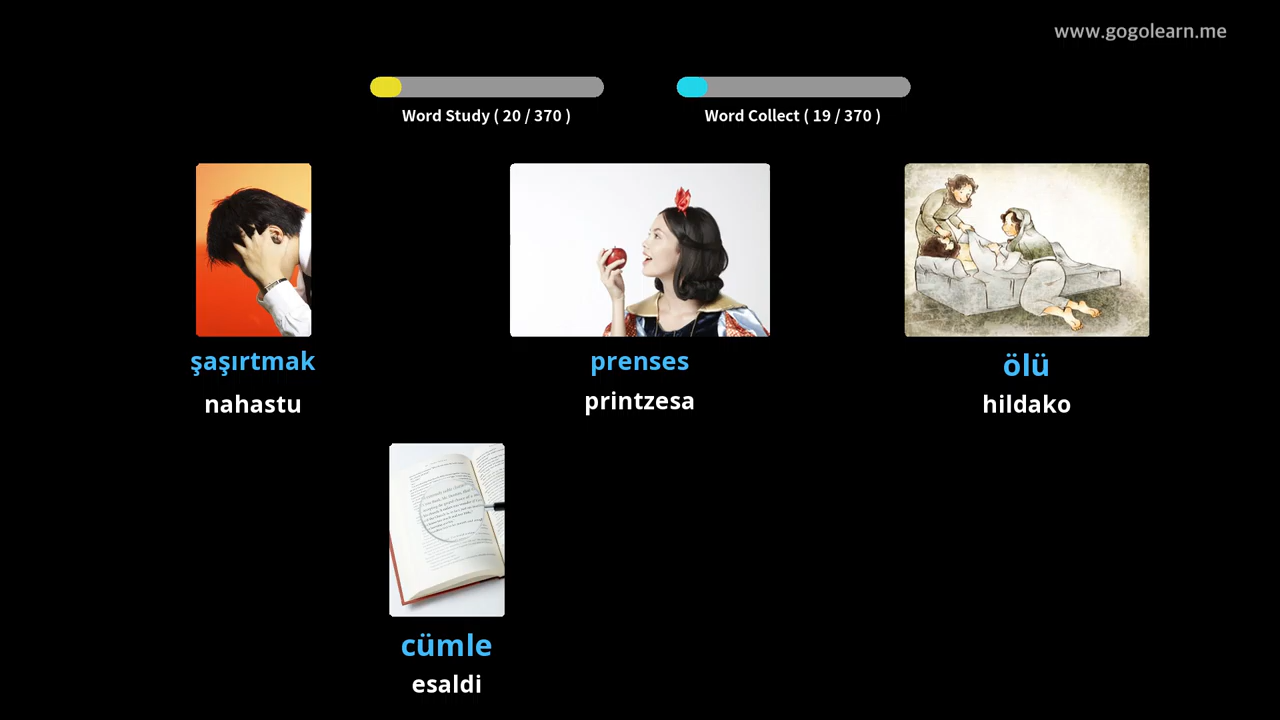 www.gogolearn.me
Word Study ( 20 / 370 )
Word Collect ( 19 / 370 )
şaşırtmak
nahastu
prenses
printzesa
ölü
hildako
cümle
esaldi